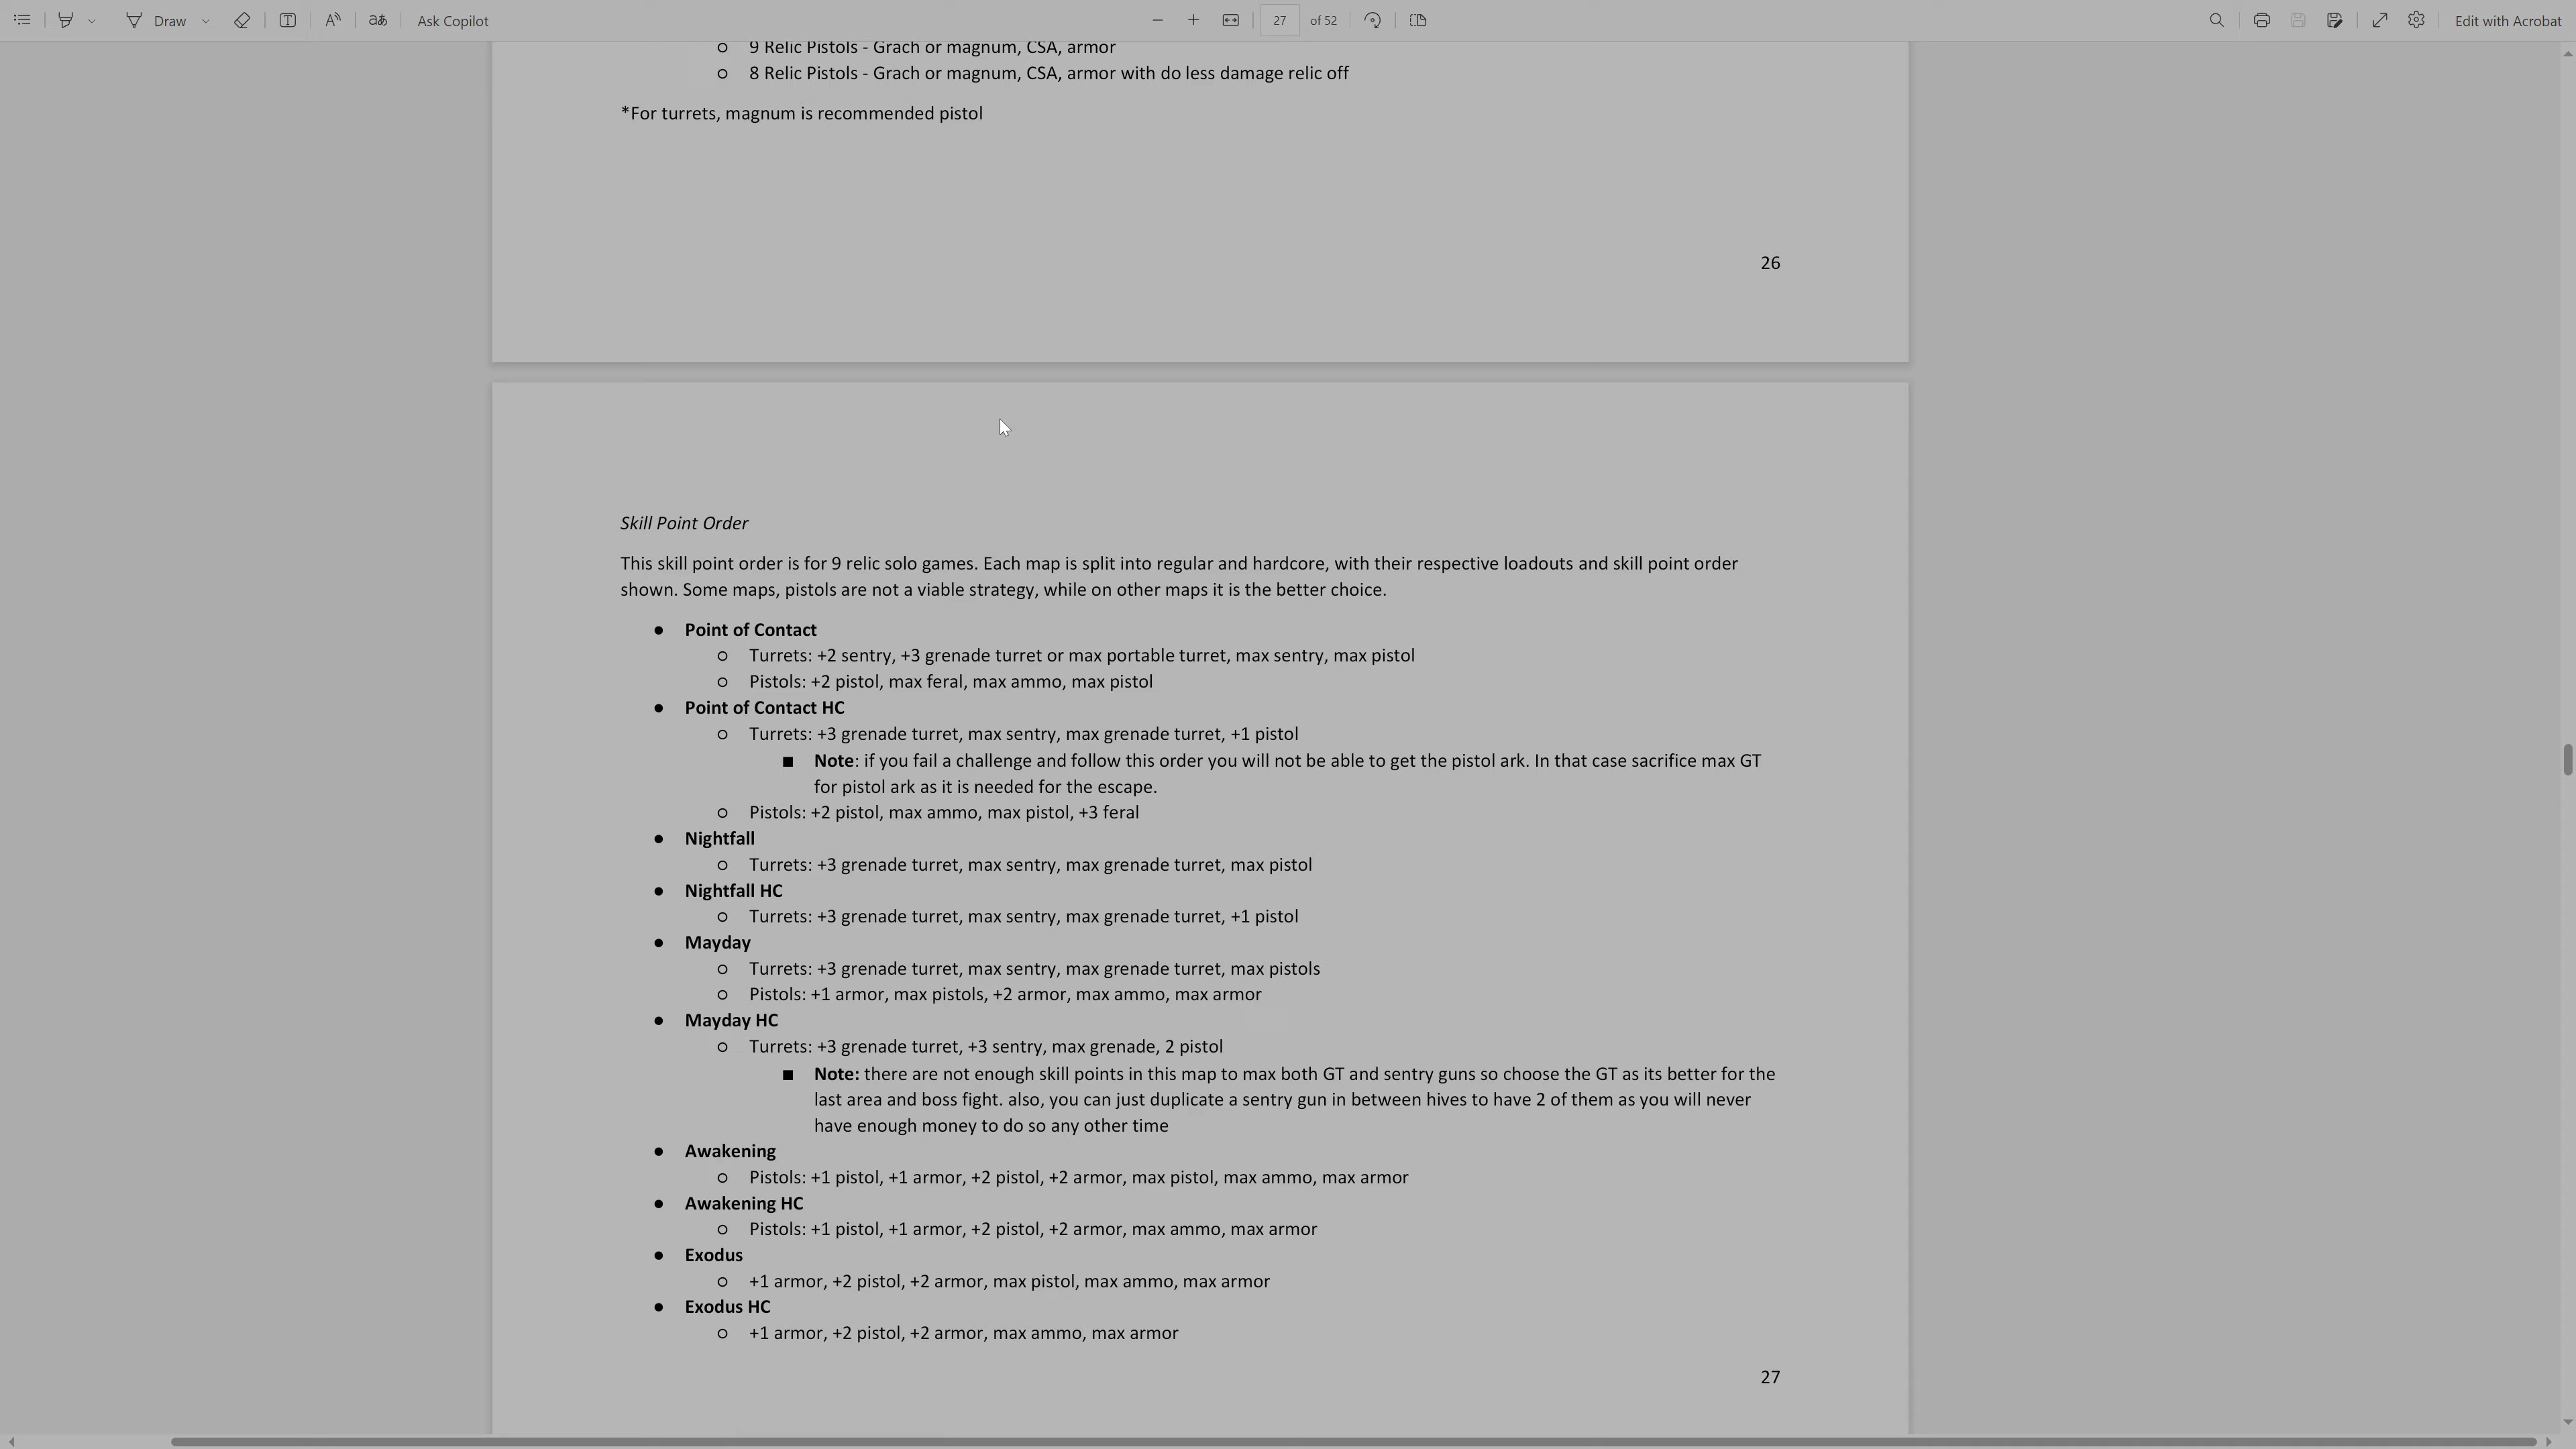 Draw
Ask Copilot
27 of 52
Edit with Acrobat
o 9 Relic Pistols - Grach or magnum, CSA, armor
o 8 Relic Pistols - Grach or magnum, CSA, armor with do less damage relic off
*For turrets, magnum is recommended pistol
26
Skill Point Order
This skill point order is for 9 relic solo games. Each map is split into regular and hardcore, with their respective loadouts and skill point order
shown. Some maps, pistols are not a viable strategy, while on other maps it is the better choice.
● Point of Contact
o Turrets: +2 sentry, +3 grenade turret or max portable turret, max sentry, max pistol
o Pistols: +2 pistol, max feral, max ammo, max pistol
● Point of Contact HC
o Turrets: +3 grenade turret, max sentry, max grenade turret, +1 pistol
■ Note: if you fail a challenge and follow this order you will not be able to get the pistol ark. In that case sacrifice max GT
for pistol ark as it is needed for the escape.
o Pistols: +2 pistol, max ammo, max pistol, +3 feral
● Nightfall
o Turrets: +3 grenade turret, max sentry, max grenade turret, max pistol
● Nightfall HC
o Turrets: +3 grenade turret, max sentry, max grenade turret, +1 pistol
● Mayday
o Turrets: +3 grenade turret, max sentry, max grenade turret, max pistols
o Pistols: +1 armor, max pistols, +2 armor, max ammo, max armor
● Mayday HC
o Turrets: +3 grenade turret, +3 sentry, max grenade, 2 pistol
■ Note: there are not enough skill points in this map to max both GT and sentry guns so choose the GT as its better for the
last area and boss fight. also, you can just duplicate a sentry gun in between hives to have 2 of them as you will never
have enough money to do so any other time
● Awakening
o Pistols: +1 pistol, +1 armor, +2 pistol, +2 armor, max pistol, max ammo, max armor
● Awakening HC
o Pistols: +1 pistol, +1 armor, +2 pistol, +2 armor, max ammo, max armor
● Exodus
o +1 armor, +2 pistol, +2 armor, max pistol, max ammo, max armor
● Exodus HC
o +1 armor, +2 pistol, +2 armor, max ammo, max armor
27